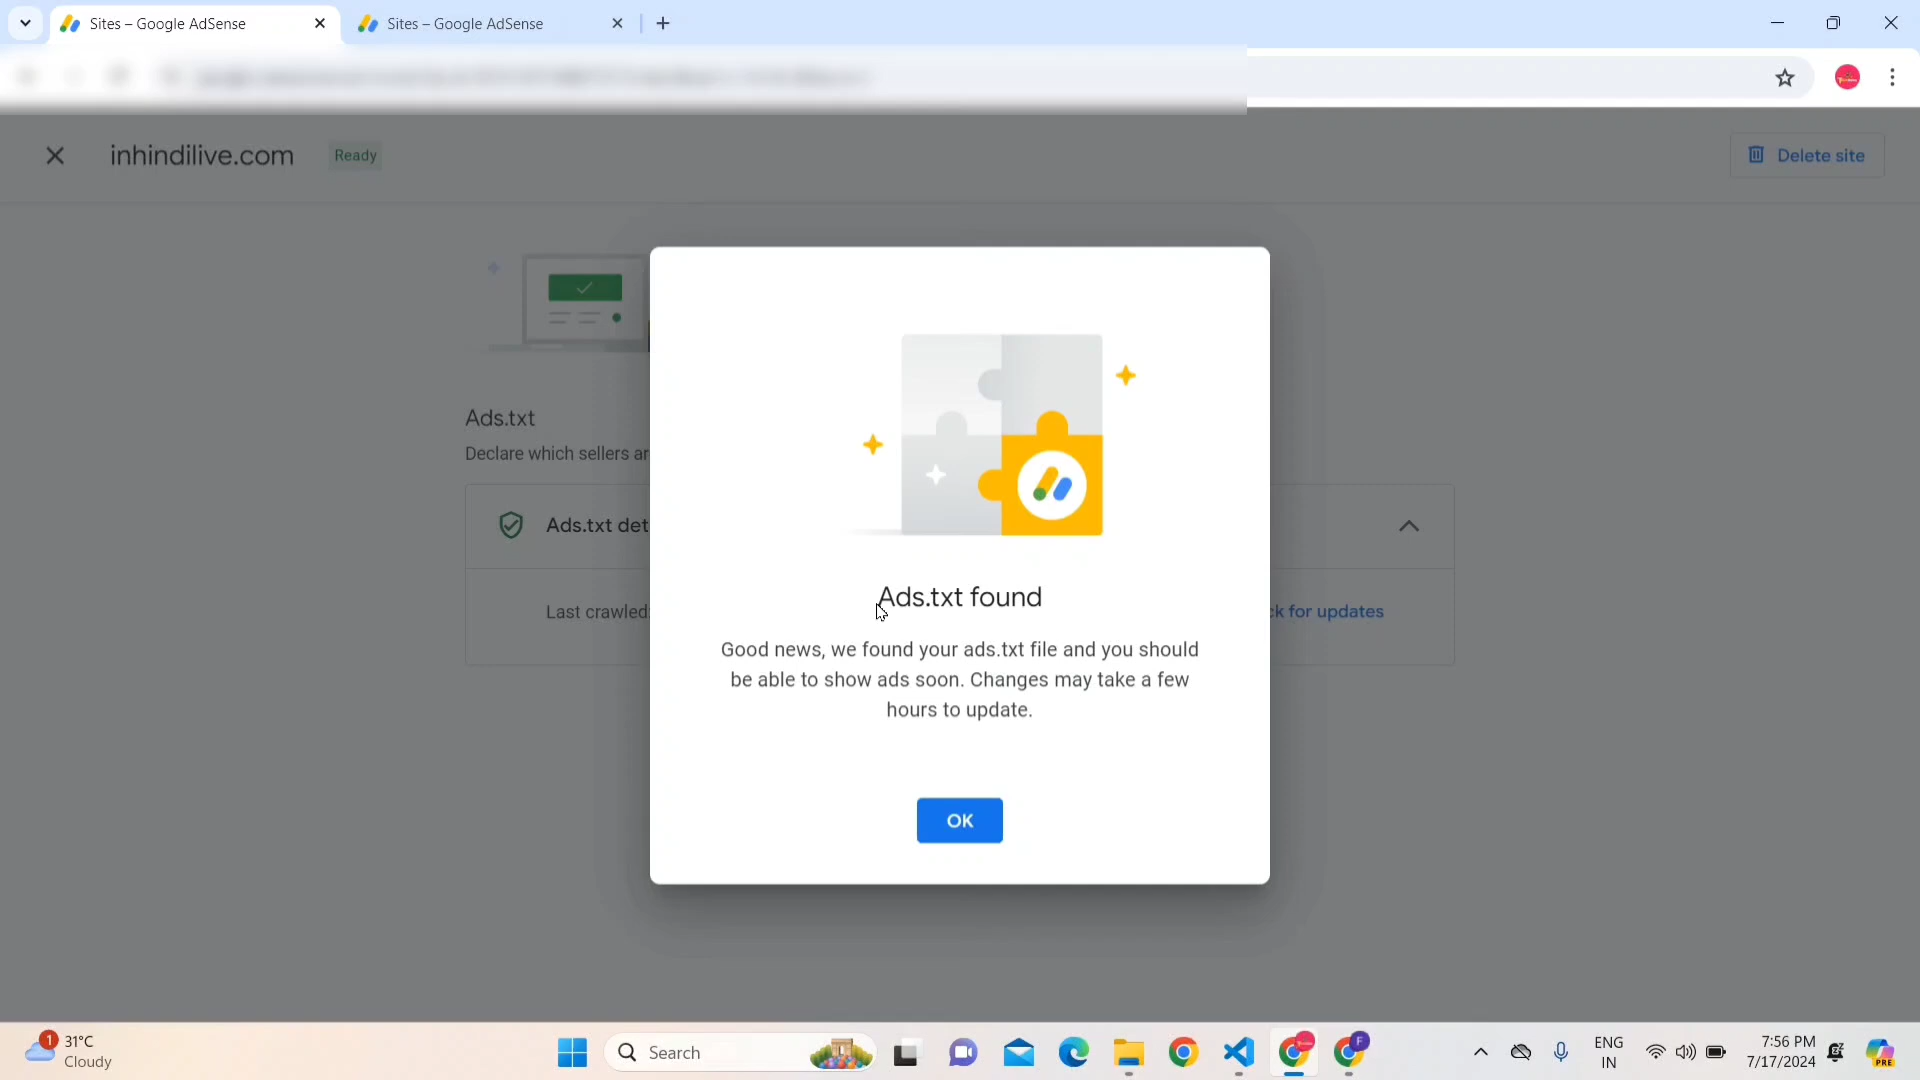 Sites – Google AdSense
Sites – Google AdSense
inhindilive.com
Ready
Delete site
Ads.txt
Declare which sellers ar
Ads.txt det
Last crawled:
ck for updates
Ads.txt found
Good news, we found your ads.txt file and you should
be able to show ads soon. Changes may take a few
hours to update.
OK
1
31°C
Cloudy
Search
F
ENG
IN
7:56 PM
7/17/2024
PRE